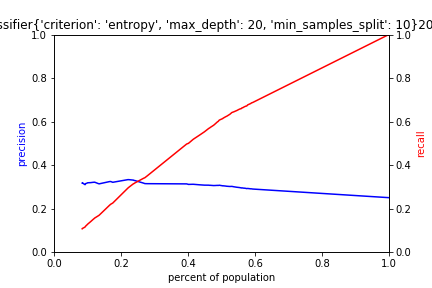 ssifier{'criterion': 'entropy', 'max_depth': 20, 'min_samples_split': 10}20
1.0
0.8
0.6
0.4
0.2
0.0
precision
1.0
0.8
0.6
0.4
0.2
0.0
recall
0.0 0.2 0.4 0.6 0.8 1.0
percent of population